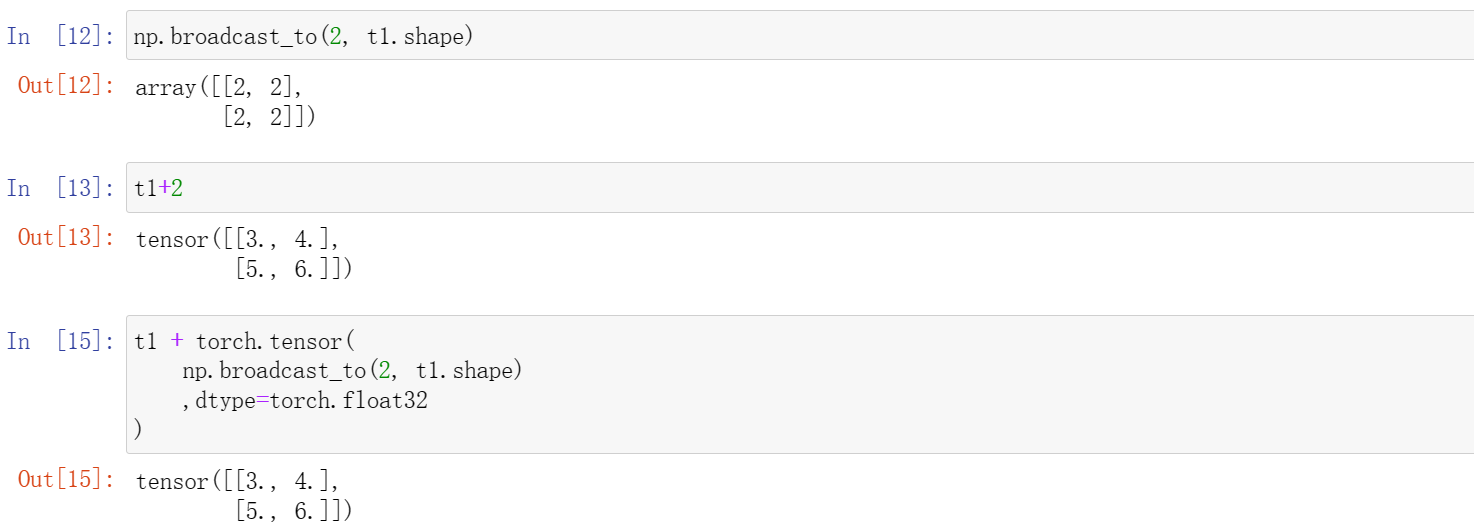 In [12]: np.broadcast_to(2, t1.shape)
Out[12]: array([[2, 2],
       [2, 2]])
In [13]: t1+2
Out[13]: tensor([[3., 4.],
        [5., 6.]])
In [15]: t1 + torch.tensor(
    np.broadcast_to(2, t1.shape)
    ,dtype=torch.float32
)
Out[15]: tensor([[3., 4.],
        [5., 6.]])